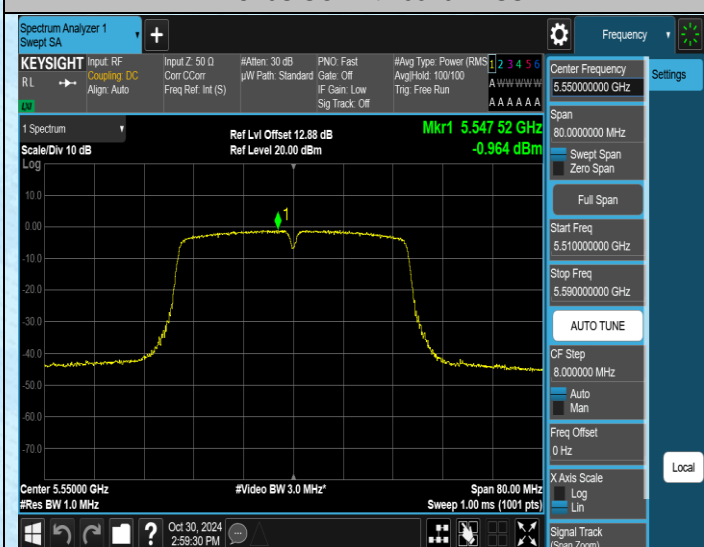 Spectrum Analyzer 1
Swept SA
+
Frequency
KEYSIGHT
RL
LXI
Input: RF
Coupling: DC
Align: Auto
Input Z: 50 Ω
Corr CCorr
Freq Ref: Int (S)
#Atten: 30 dB
µW Path: Standard
PNO: Fast
Gate: Off
IF Gain: Low
Sig Track: Off
#Avg Type: Power (RMS
Avg|Hold: 100/100
Trig: Free Run
1 2 3 4 5 6
A W W W W W
A A A A A A
1 Spectrum
Scale/Div 10 dB
Log
Ref Lvl Offset 12.88 dB
Ref Level 20.00 dBm
Mkr1 5.547 52 GHz
-0.964 dBm
10.0
0.00
-10.0
-20.0
-30.0
-40.0
-50.0
-60.0
-70.0
1
Center 5.55000 GHz
#Res BW 1.0 MHz
#Video BW 3.0 MHz*
Span 80.00 MHz
Sweep 1.00 ms (1001 pts)
Center Frequency
5.550000000 GHz
Settings
Span
80.0000000 MHz
Swept Span
Zero Span
Full Span
Start Freq
5.510000000 GHz
Stop Freq
5.590000000 GHz
AUTO TUNE
CF Step
8.000000 MHz
Auto
Man
Freq Offset
0 Hz
X Axis Scale
Log
Lin
Local
Signal Track
(Span Zoom)
?
Oct 30, 2024
2:59:30 PM